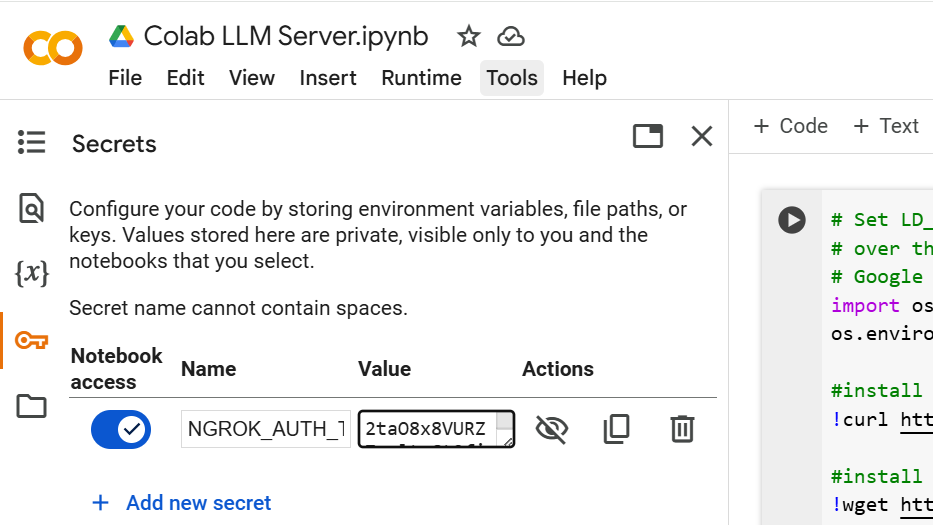 Colab LLM Server.ipynb
File Edit View Insert Runtime Tools Help
Secrets
+ Code + Text
Configure your code by storing environment variables, file paths, or
keys. Values stored here are private, visible only to you and the
notebooks that you select.
Secret name cannot contain spaces.
Notebook
access
Name Value Actions
NGROK_AUTH_T 2taO8x8VURZ
+ Add new secret
{x}
# Set LD_
# over th
# Google
import os
os.enviro
#install
!curl htt
#install
!wget htt